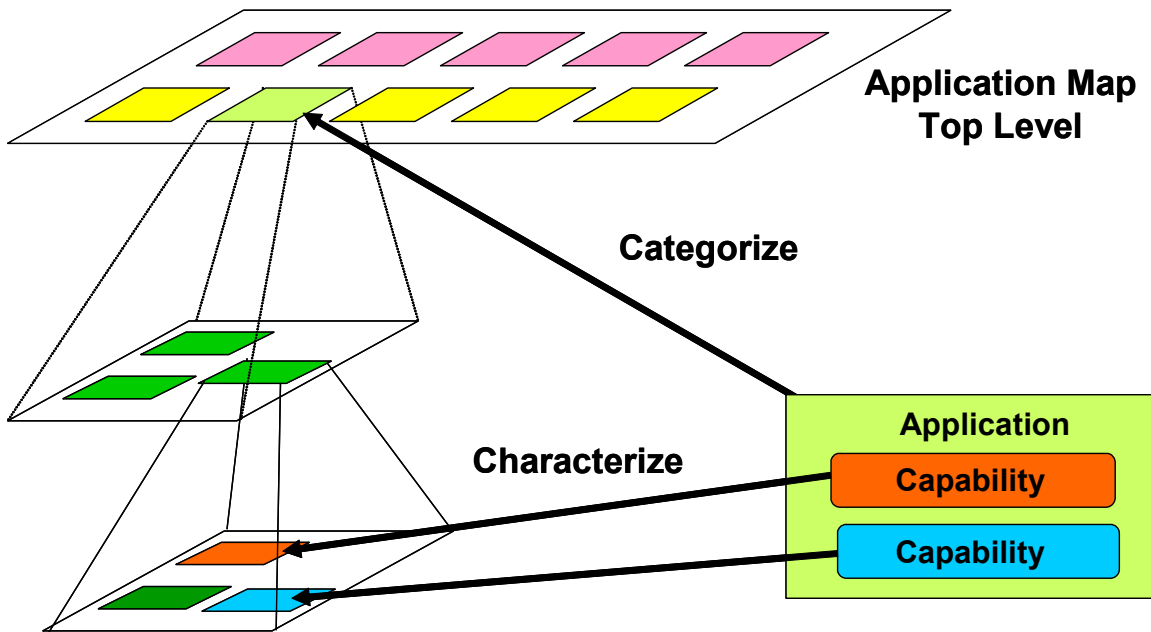 Application Map
Top Level
Categorize
Application
Characterize
Capability
Capability